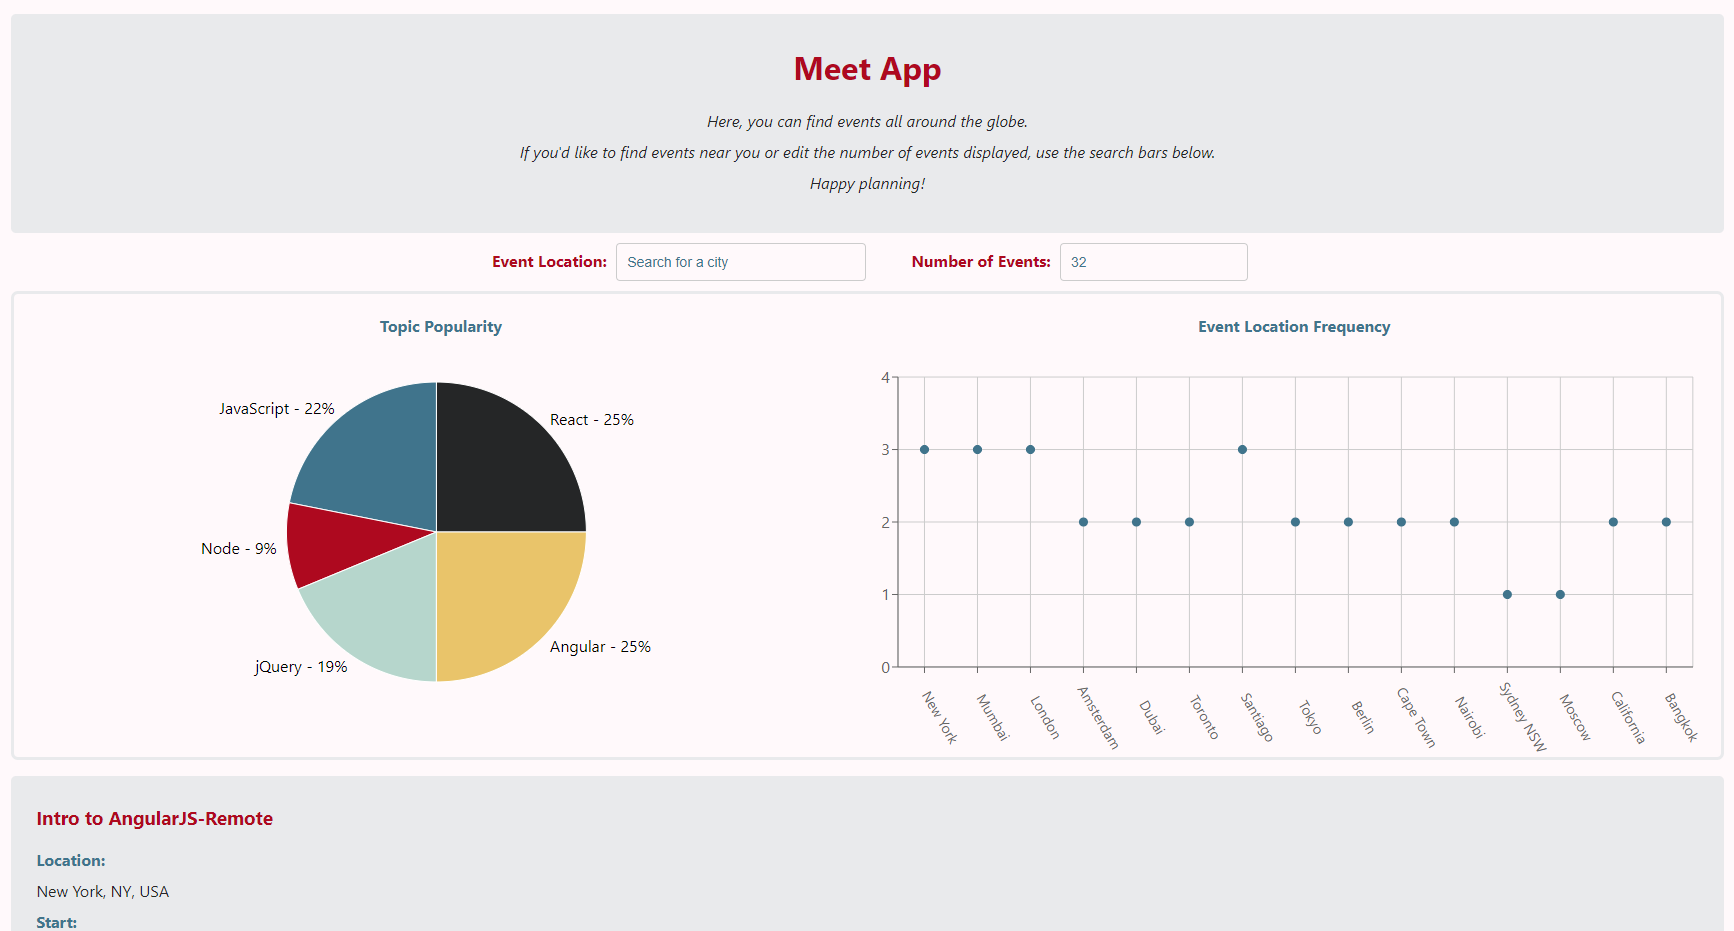 Meet App
Here, you can find events all around the globe.
If you'd like to find events near you or edit the number of events displayed, use the search bars below.
Happy planning!
Event Location: Search for a city Number of Events: 32
Topic Popularity
JavaScript - 22%
React - 25%
Node - 9%
jQuery - 19%
Angular - 25%
Event Location Frequency
4
3
2
1
0
New York
Mumbai
London
Amsterdam
Dubai
Toronto
Santiago
Tokyo
Berlin
Cape Town
Nairobi
Sydney NSW
Moscow
California
Bangkok
Intro to AngularJS-Remote
Location:
New York, NY, USA
Start: